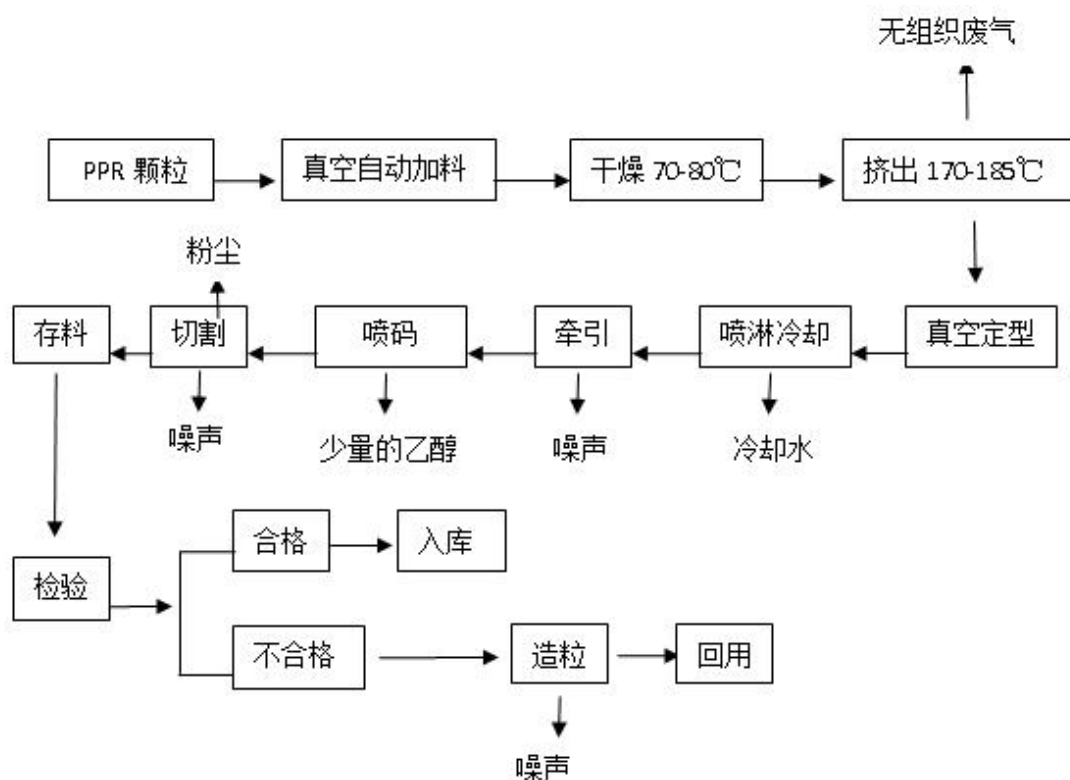 无组织废气
PPR 颗粒
真空自动加料
干燥 70-80℃
挤出 170-185℃
粉尘
存料
切割
喷码
牵引
喷淋冷却
真空定型
噪声
少量的乙醇
噪声
冷却水
合格
入库
检验
不合格
造粒
回用
噪声